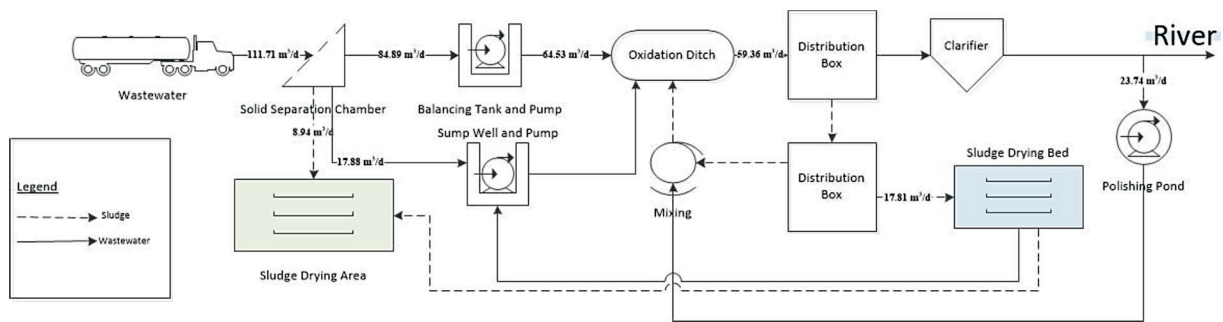 River
Distribution
Box
Clarifier
111.71 m³/d
84.89 m³/d
64.53 m³/d
Oxidation Ditch
59.36 m³/d
23.74 m³/d
Wastewater
Solid Separation Chamber
Balancing Tank and Pump
8.94 m³/d
Sump Well and Pump
17.88 m³/d
Sludge Drying Bed
Distribution
Box
17.81 m³/d
Polishing Pond
Mixing
Legend
Sludge
Wastewater
Sludge Drying Area